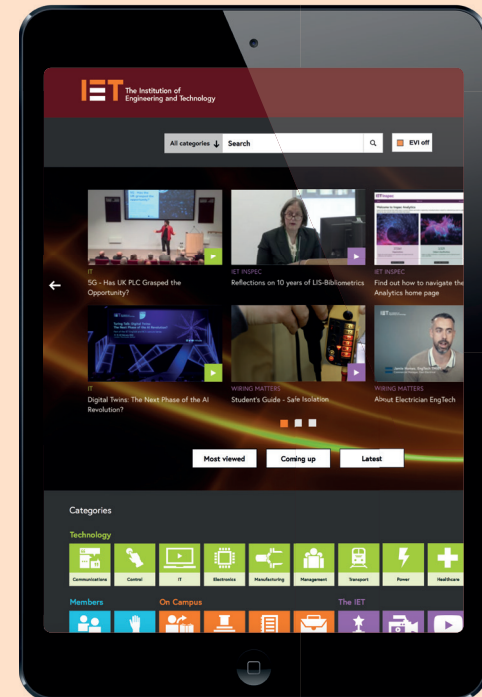 IET The Institution of
Engineering and Technology
All categories Search EVI off
IT
5G - Has UK PLC Grasped the
Opportunity?
IET INSPEC
Reflections on 10 years of LIS-Bibliometrics
IET Inspec
IET INSPEC
Find out how to navigate the
Analytics home page
IT
Digital Twins: The Next Phase of the AI
Revolution?
WIRING MATTERS
Student's Guide - Safe Isolation
WIRING MATTERS
About Electrician EngTech
Most viewed Coming up Latest
Categories
Technology
Communications Control IT Electronics Manufacturing Management Transport Power Healthcare
Members On Campus The IET